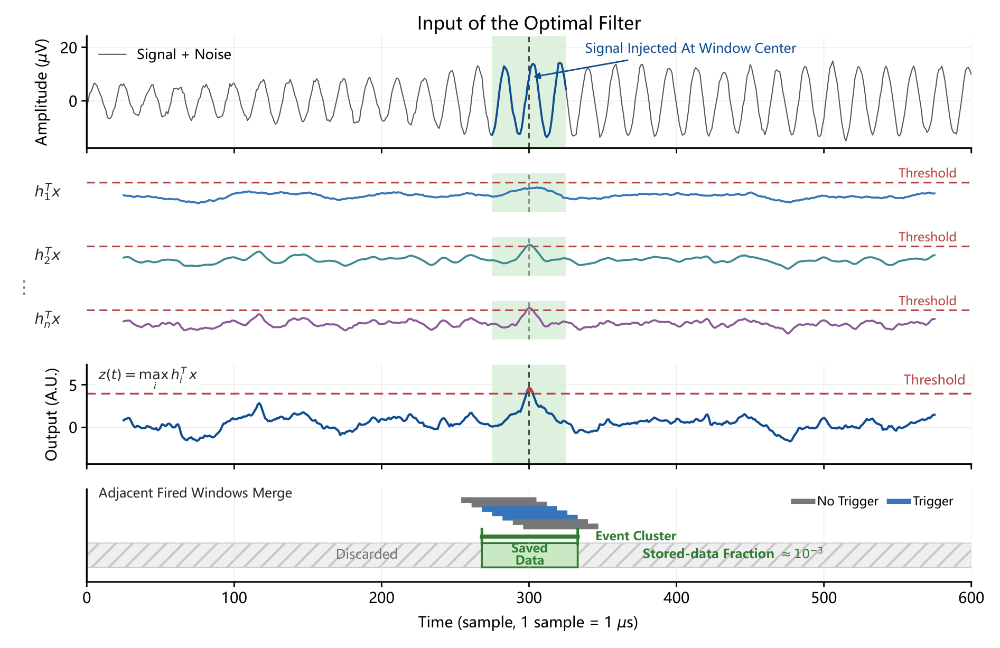 Input of the Optimal Filter
Amplitude (μV)
20
0
Signal + Noise
Signal Injected At Window Center
h₁ᵀx
Threshold
h₂ᵀx
Threshold
⋮
hₙᵀx
Threshold
Output (A.U.)
5
0
z(t) = max hᵢᵀ x
i
Threshold
Adjacent Fired Windows Merge
No Trigger
Trigger
Event Cluster
Discarded
Saved
Data
Stored-data Fraction ≈ 10⁻³
0 100 200 300 400 500 600
Time (sample, 1 sample = 1 μs)